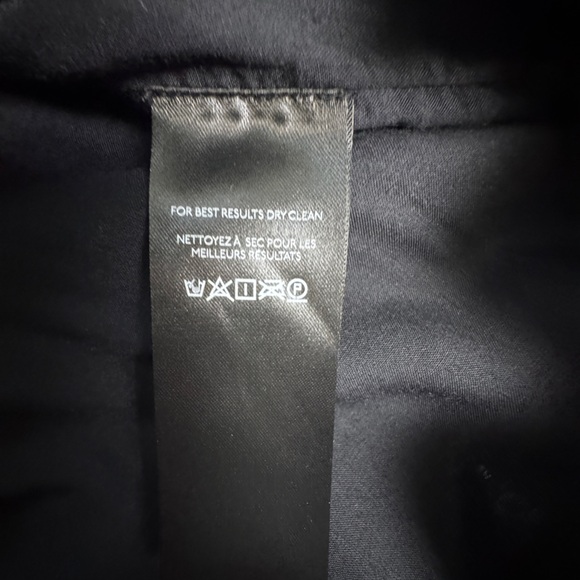 FOR BEST RESULTS DRY CLEAN
NETTOYEZ À SEC POUR LES
MEILLEURS RÉSULTATS
P